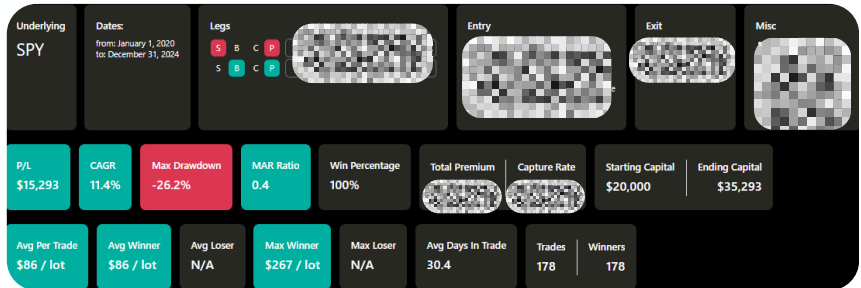 Underlying
SPY
Dates:
from: January 1, 2020
to: December 31, 2024
Legs
S B C P
S B C P
Entry
Exit
Misc
P/L
$15,293
CAGR
11.4%
Max Drawdown
-26.2%
MAR Ratio
0.4
Win Percentage
100%
Total Premium
Capture Rate
Starting Capital
$20,000
Ending Capital
$35,293
Avg Per Trade
$86 / lot
Avg Winner
$86 / lot
Avg Loser
N/A
Max Winner
$267 / lot
Max Loser
N/A
Avg Days In Trade
30.4
Trades
178
Winners
178